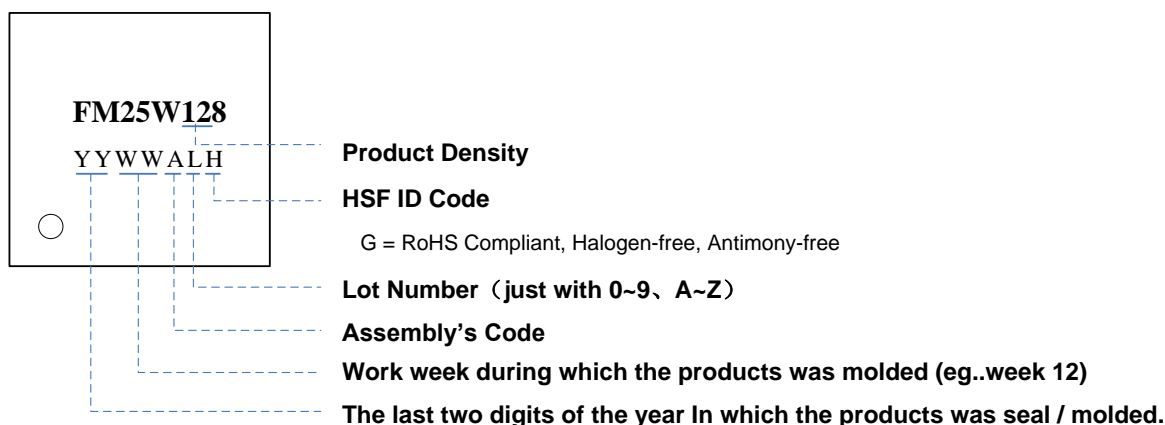 FM25W128
YYWWALH
Product Density
HSF ID Code
G = RoHS Compliant, Halogen-free, Antimony-free
Lot Number（just with 0~9、A~Z）
Assembly's Code
Work week during which the products was molded (eg..week 12)
The last two digits of the year In which the products was seal / molded.